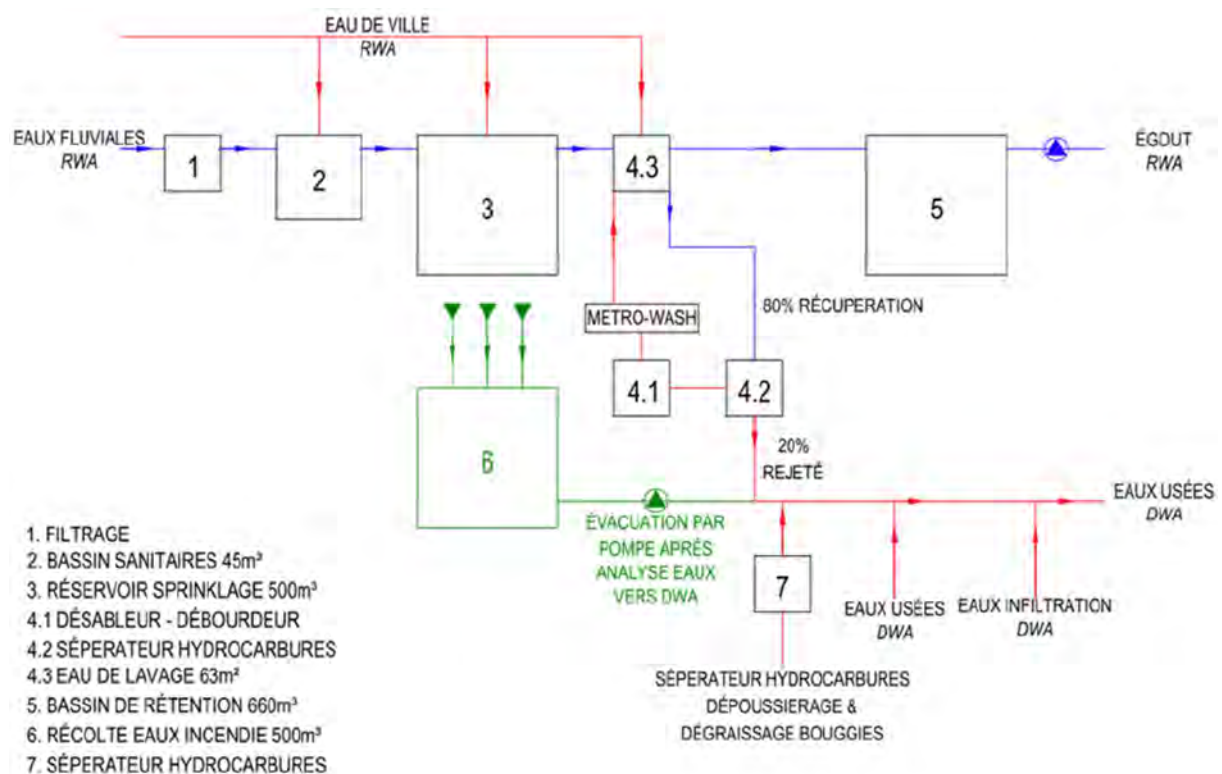 EAU DE VILLE
RWA
EAUX FLUVIALES
RWA
1
2
3
4.3
5
ÉGOUT
RWA
80% RÉCUPERATION
METRO-WASH
4.1
4.2
6
20%
REJETÉ
ÉVACUATION PAR
POMPE APRÉS
ANALYSE EAUX
VERS DWA
7
EAUX USÉES
DWA
EAUX INFILTRATION
DWA
EAUX USÉES
DWA
SÉPERATEUR HYDROCARBURES
DÉPOUSSIERAGE &
DÉGRAISSAGE BOUGGIES
1. FILTRAGE
2. BASSIN SANITAIRES 45m³
3. RÉSERVOIR SPRINKLAGE 500m³
4.1 DÉSABLEUR - DÉBOURDEUR
4.2 SÉPERATEUR HYDROCARBURES
4.3 EAU DE LAVAGE 63m²
5. BASSIN DE RÉTENTION 660m³
6. RÉCOLTE EAUX INCENDIE 500m³
7. SÉPERATEUR HYDROCARBURES